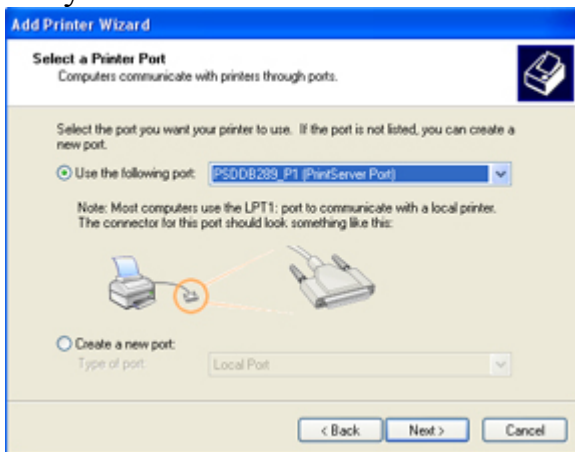 Add Printer Wizard
Select a Printer Port
Computers communicate with printers through ports.
Select the port you want your printer to use. If the port is not listed, you can create a
new port.
Use the following port: PSDDB289_P1 (PrintServer Port)
Note: Most computers use the LPT1: port to communicate with a local printer.
The connector for this port should look something like this:
Create a new port:
Type of port: Local Port
< Back Next > Cancel